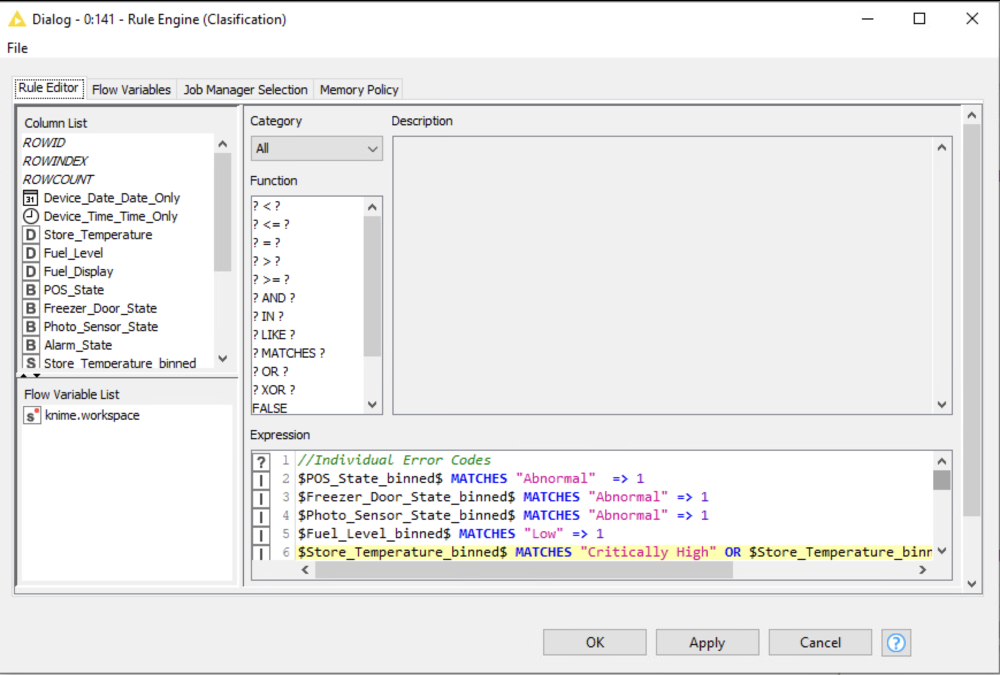 Dialog - 0:141 - Rule Engine (Clasification)
File
Rule Editor
Flow Variables
Job Manager Selection
Memory Policy
Column List
ROWID
ROWINDEX
ROWCOUNT
31 Device_Date_Date_Only
Device_Time_Time_Only
D Store_Temperature
D Fuel_Level
D Fuel_Display
B POS_State
B Freezer_Door_State
B Photo_Sensor_State
B Alarm_State
S Store_Temperature_binned
Flow Variable List
s knime.workspace
Category
All
Function
? < ?
? <= ?
? = ?
? > ?
? >= ?
? AND ?
? IN ?
? LIKE ?
? MATCHES ?
? OR ?
? XOR ?
FALSE
Description
Expression
? 1 //Individual Error Codes
2 $POS_State_binned$ MATCHES "Abnormal"  => 1
3 $Freezer_Door_State_binned$ MATCHES "Abnormal" => 1
4 $Photo_Sensor_State_binned$ MATCHES "Abnormal" => 1
5 $Fuel_Level_binned$ MATCHES "Low" => 1
6 $Store_Temperature_binned$ MATCHES "Critically High" OR $Store_Temperature_binn
OK
Apply
Cancel
?